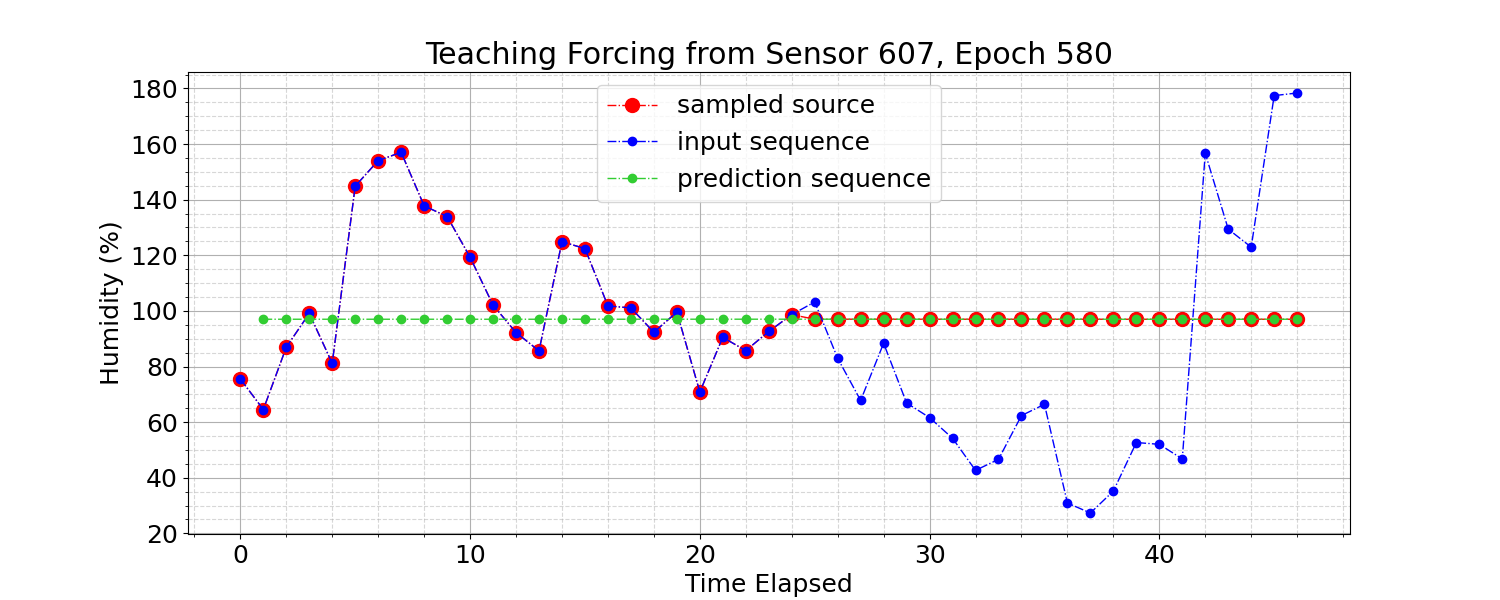 Teaching Forcing from Sensor 607, Epoch 580
sampled source
input sequence
prediction sequence
Humidity (%)
180
160
140
120
100
80
60
40
20
0 10 20 30 40
Time Elapsed